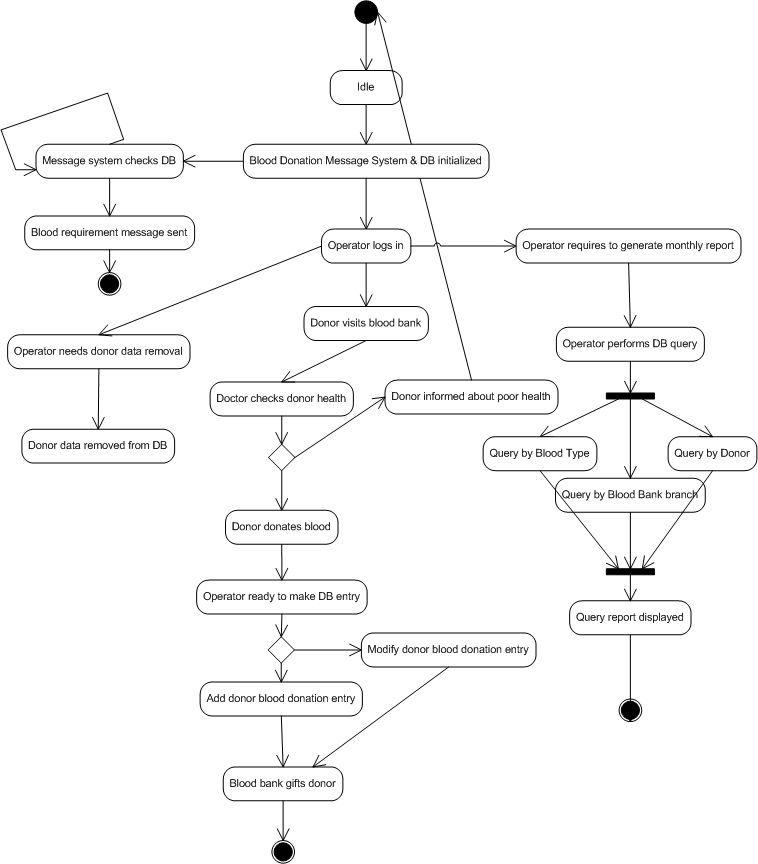 Idle
Message system checks DB
Blood Donation Message System & DB initialized
Blood requirement message sent
Operator logs in
Operator requires to generate monthly report
Donor visits blood bank
Operator needs donor data removal
Operator performs DB query
Doctor checks donor health
Donor informed about poor health
Donor data removed from DB
Query by Blood Type
Query by Donor
Query by Blood Bank branch
Donor donates blood
Operator ready to make DB entry
Query report displayed
Modify donor blood donation entry
Add donor blood donation entry
Blood bank gifts donor